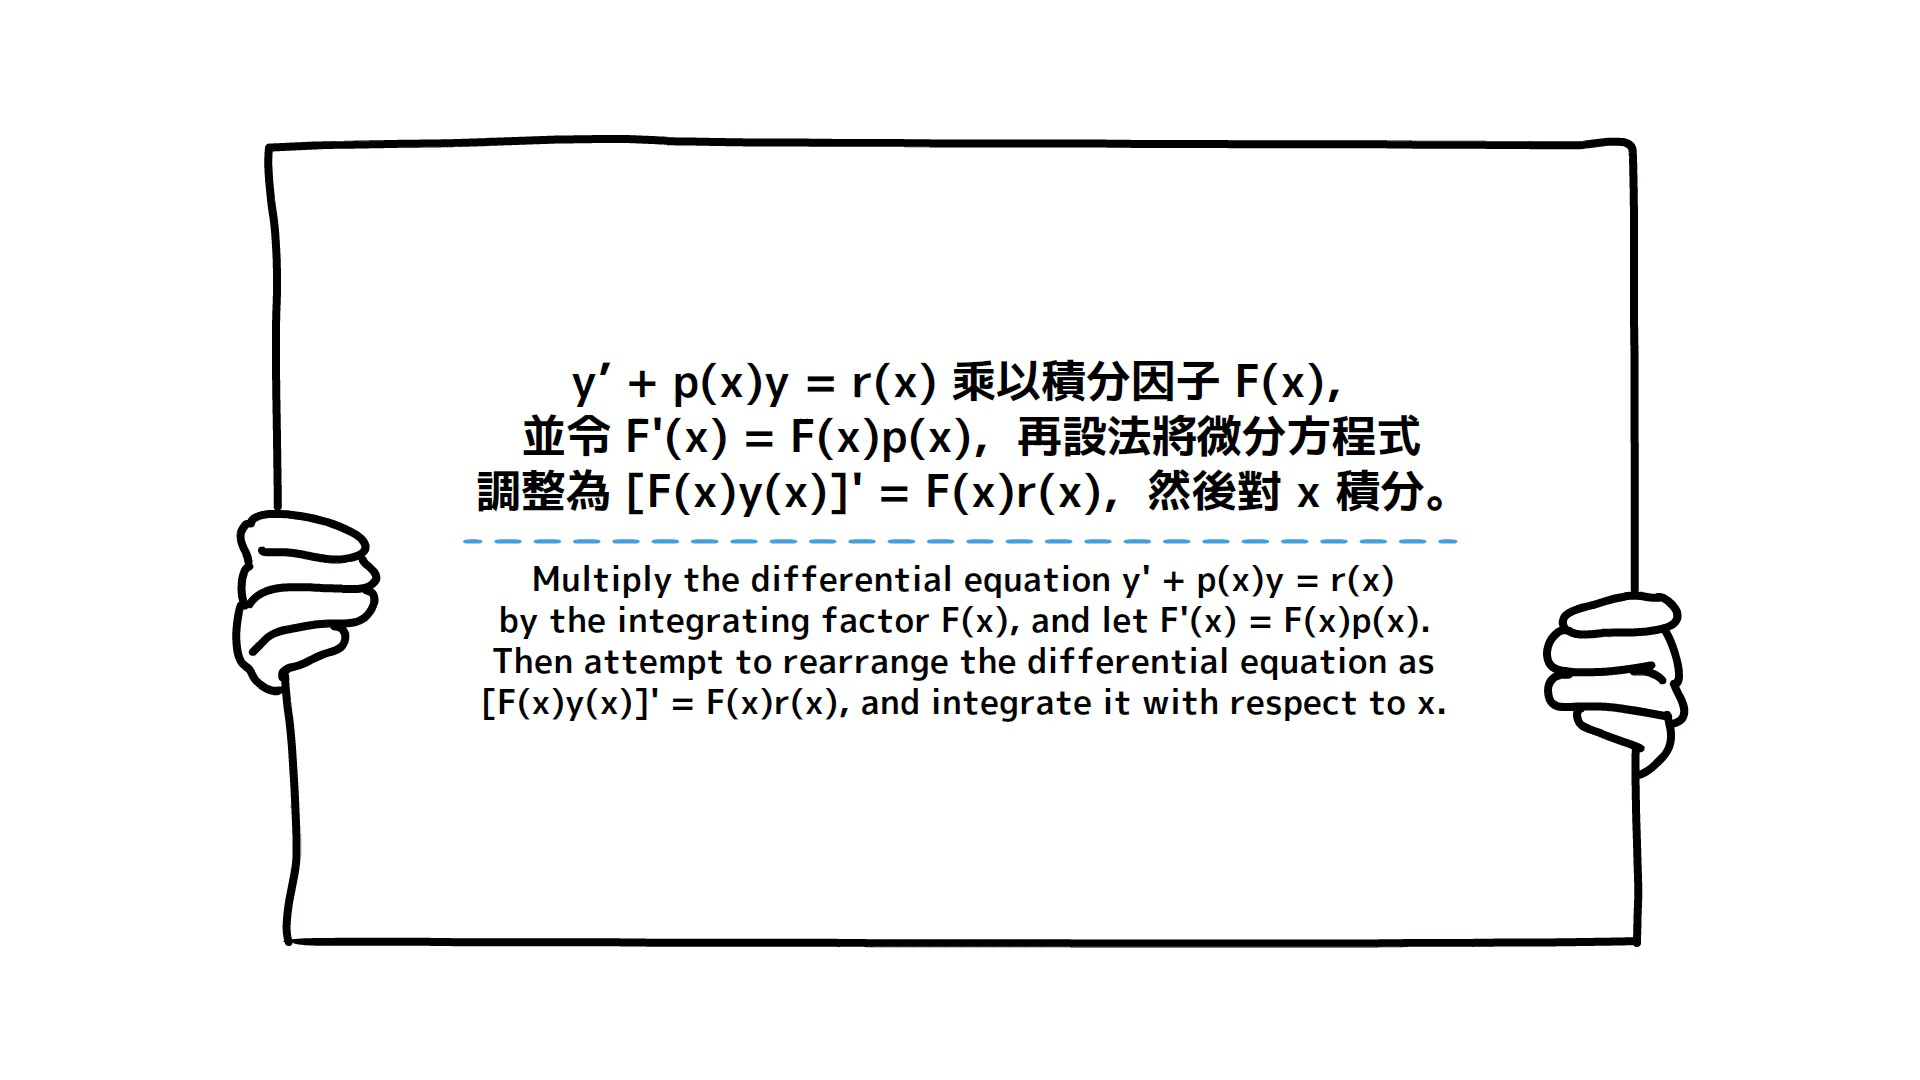 y’ + p(x)y = r(x) 乘以積分因子 F(x)，
並令 F'(x) = F(x)p(x)，再設法將微分方程式
調整為 [F(x)y(x)]' = F(x)r(x)，然後對 x 積分。
Multiply the differential equation y' + p(x)y = r(x)
by the integrating factor F(x), and let F'(x) = F(x)p(x).
Then attempt to rearrange the differential equation as
[F(x)y(x)]' = F(x)r(x), and integrate it with respect to x.